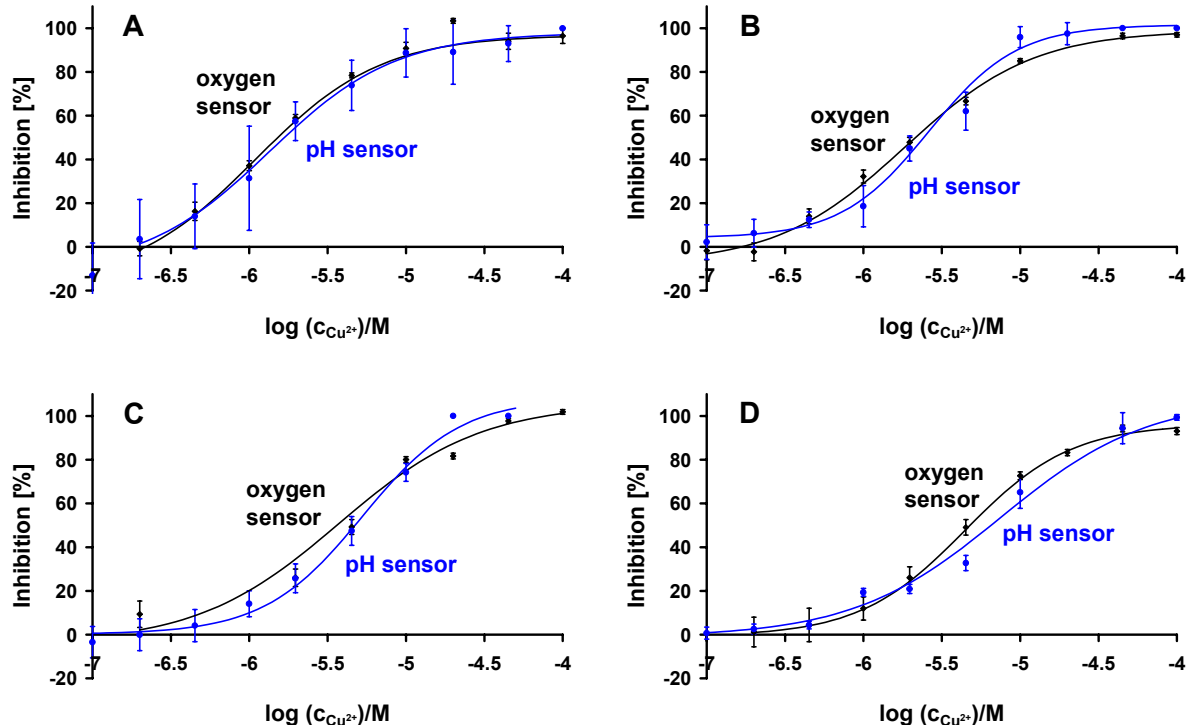 A
Inhibition [%]
100
80
60
40
20
0
-20
oxygen
sensor
pH sensor
-7
-6.5
-6
-5.5
-5
-4.5
-4
log (c_Cu²⁺)/M
B
Inhibition [%]
100
80
60
40
20
0
-20
oxygen
sensor
pH sensor
-7
-6.5
-6
-5.5
-5
-4.5
-4
log (c_Cu²⁺)/M
C
Inhibition [%]
100
80
60
40
20
0
-20
oxygen
sensor
pH sensor
-7
-6.5
-6
-5.5
-5
-4.5
-4
log (c_Cu²⁺)/M
D
Inhibition [%]
100
80
60
40
20
0
-20
oxygen
sensor
pH sensor
-7
-6.5
-6
-5.5
-5
-4.5
-4
log (c_Cu²⁺)/M